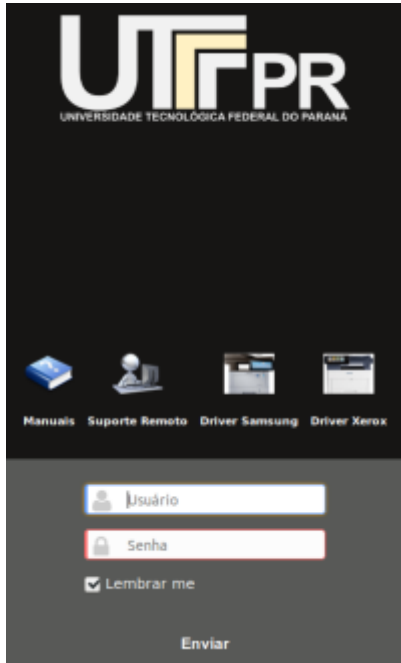 UTFPR
UNIVERSIDADE TECNOLÓGICA FEDERAL DO PARANÁ
Manuais Suporte Remoto Driver Samsung Driver Xerox
Usuário
Senha
Lembrar me
Enviar